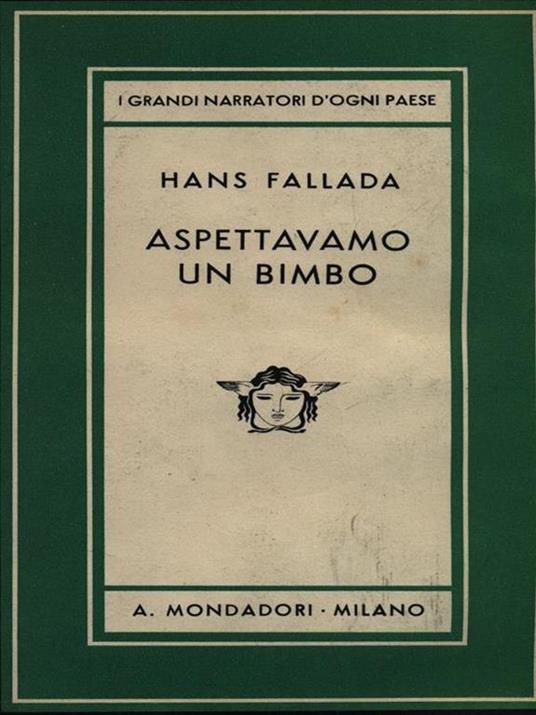 I GRANDI NARRATORI D'OGNI PAESE
HANS FALLADA
ASPETTAVAMO
UN BIMBO
A. MONDADORI · MILANO